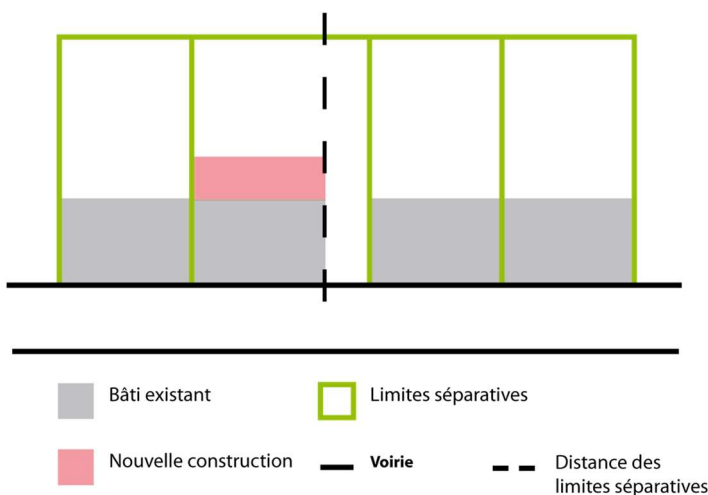 Bâti existant
Limites séparatives
Nouvelle construction
Voirie
Distance des
limites séparatives